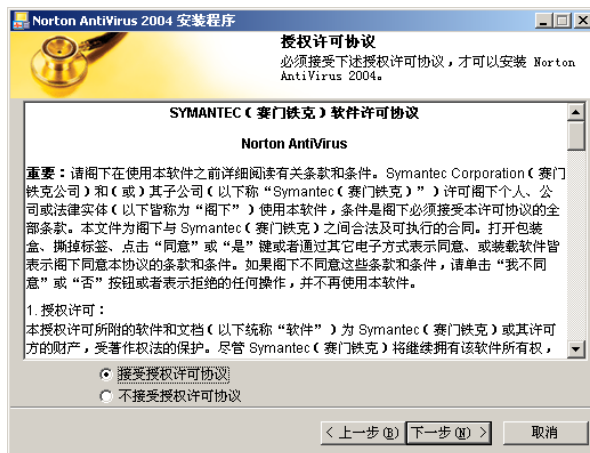 Norton AntiVirus 2004 安装程序
授权许可协议
必须接受下述授权许可协议，才可以安装 Norton
AntiVirus 2004。
SYMANTEC（赛门铁克）软件许可协议
Norton AntiVirus
重要：请阁下在使用本软件之前详细阅读有关条款和条件。Symantec Corporation（赛门
铁克公司）和（或）其子公司（以下称“Symantec（赛门铁克）”）许可阁下个人、公
司或法律实体（以下皆称为“阁下”）使用本软件，条件是阁下必须接受本许可协议的全
部条款。本文件为阁下与 Symantec（赛门铁克）之间合法及可执行的合同。打开包装
盒、撕掉标签、点击“同意”或“是”键或者通过其它电子方式表示同意、或装载软件皆
表示阁下同意本协议的条款和条件。如果阁下不同意这些条款和条件，请单击“我不同
意”或“否”按钮或者表示拒绝的任何操作，并不再使用本软件。
1. 授权许可：
本授权许可所附的软件和文档（以下统称“软件”）为 Symantec（赛门铁克）或其许可
方的财产，受著作权法的保护。尽管 Symantec（赛门铁克）将继续拥有该软件所有权，
接受授权许可协议
不接受授权许可协议
< 上一步(B) 下一步(N) > 取消